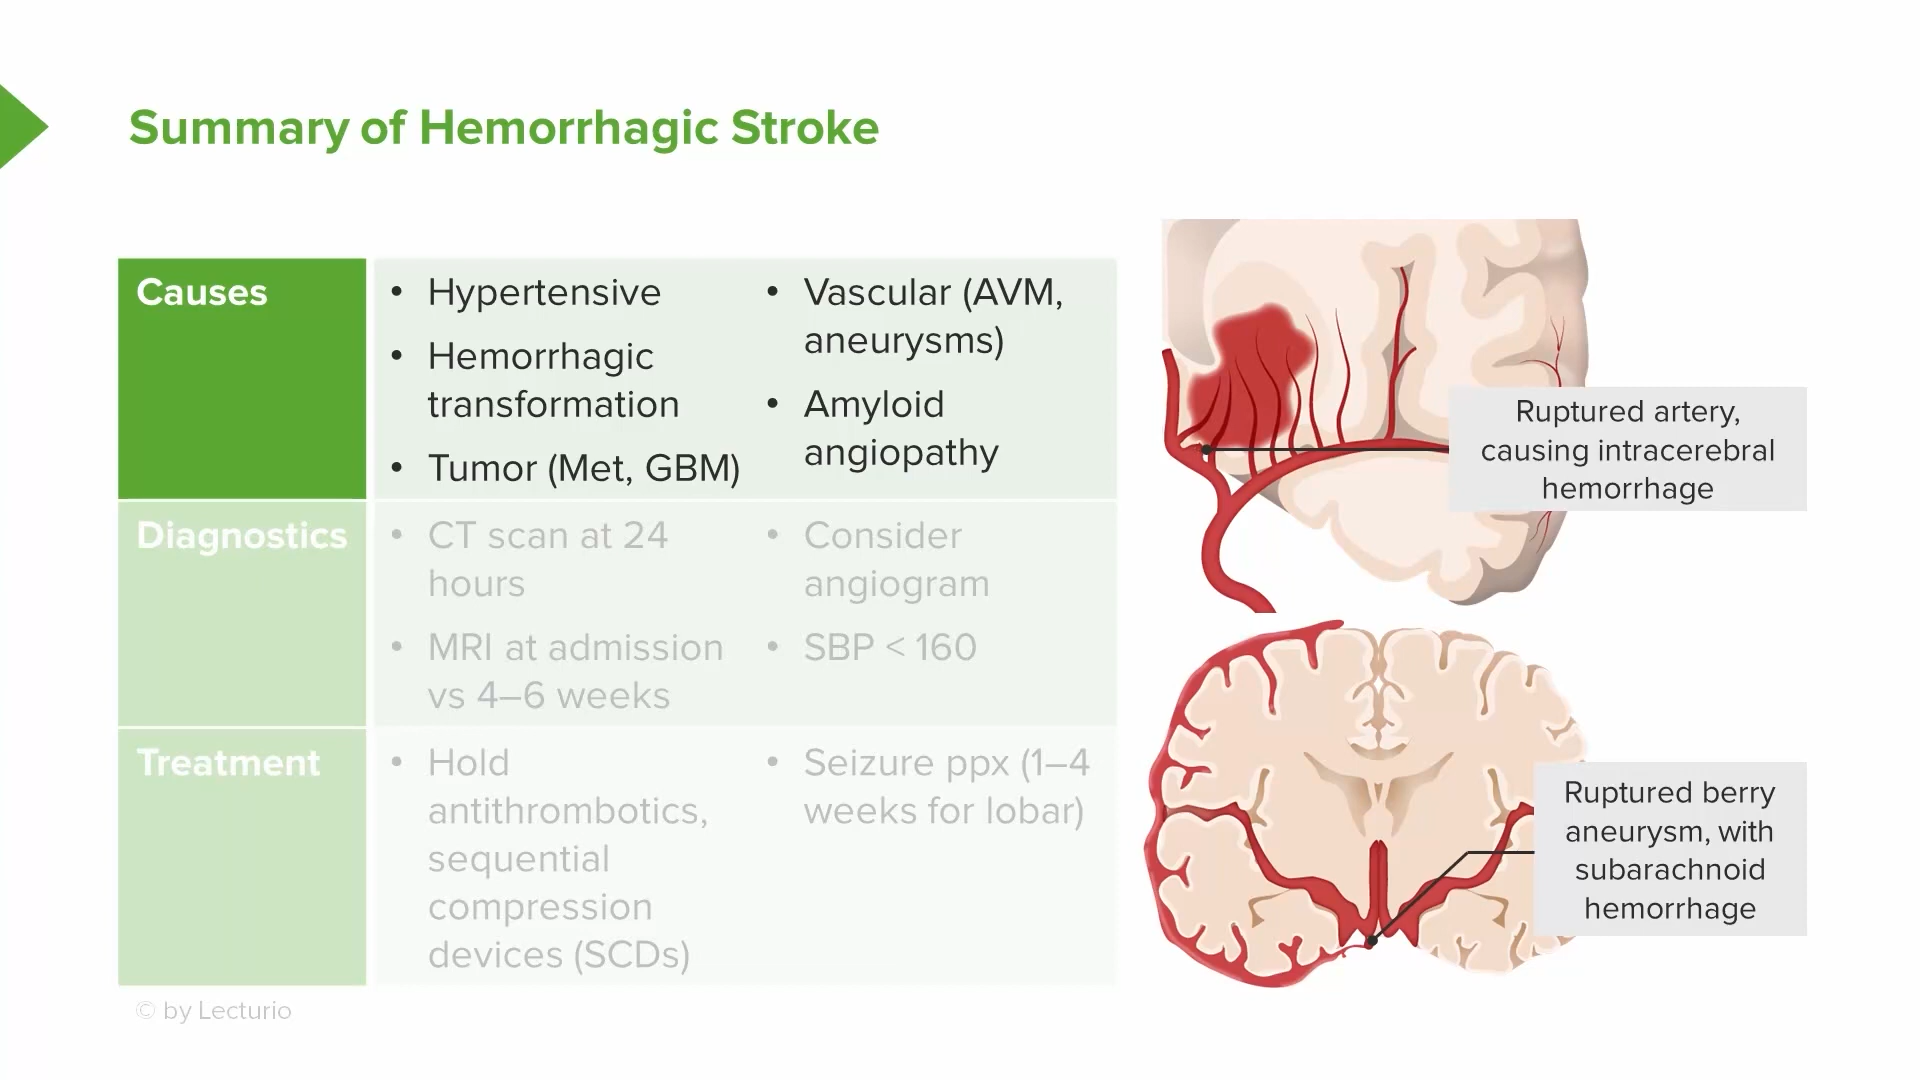 Summary of Hemorrhagic Stroke
Causes
• Hypertensive
• Hemorrhagic
transformation
• Tumor (Met, GBM)
• Vascular (AVM,
aneurysms)
• Amyloid
angiopathy
Diagnostics
• CT scan at 24
hours
• MRI at admission
vs 4–6 weeks
• Consider
angiogram
• SBP < 160
Treatment
• Hold
antithrombotics,
sequential
compression
devices (SCDs)
• Seizure ppx (1–4
weeks for lobar)
Ruptured artery,
causing intracerebral
hemorrhage
Ruptured berry
aneurysm, with
subarachnoid
hemorrhage
© by Lecturio